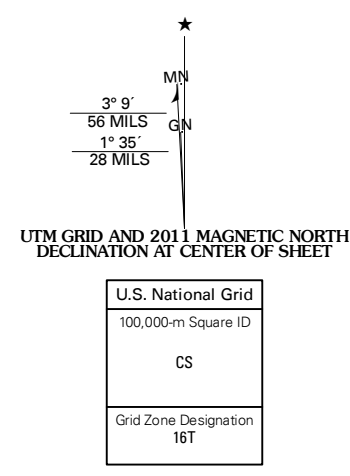 ★
MN
3° 9´
56 MILS
GN
1° 35´
28 MILS
UTM GRID AND 2011 MAGNETIC NORTH
DECLINATION AT CENTER OF SHEET
U.S. National Grid
100,000-m Square ID
CS
Grid Zone Designation
16T